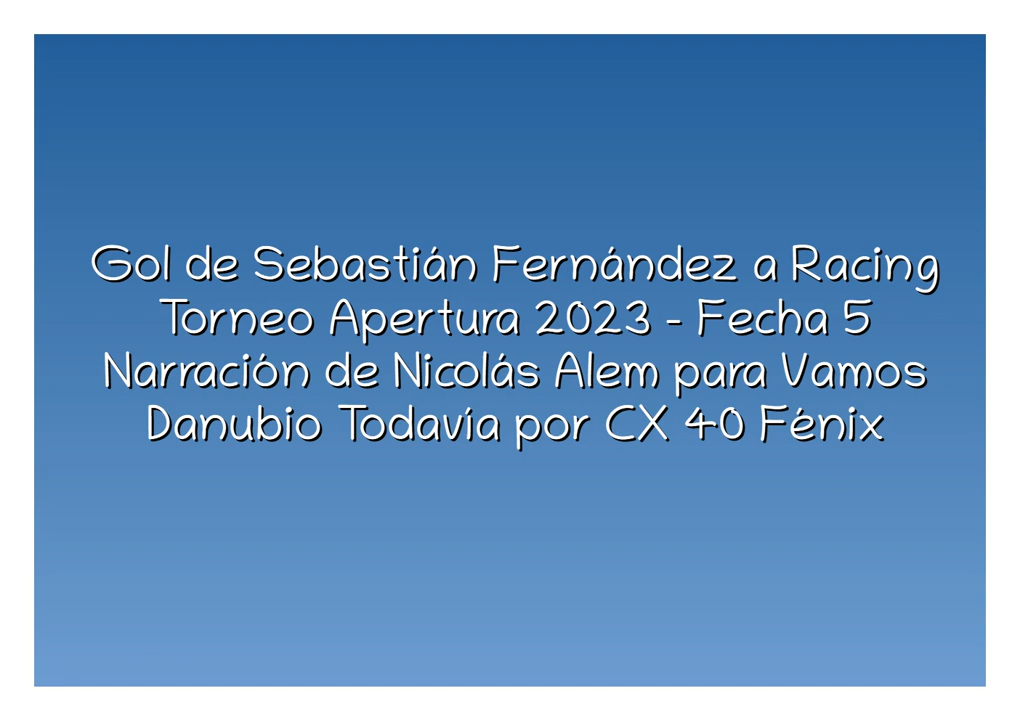 Gol de Sebastián Fernández a Racing
Torneo Apertura 2023 - Fecha 5
Narración de Nicolás Alem para Vamos
Danubio Todavía por CX 40 Fénix